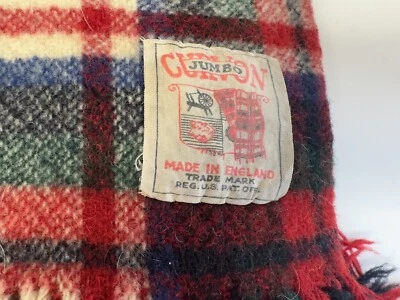 CURZON
JUMBO
MADE IN ENGLAND
TRADE MARK
REG. U.S. PAT. OFF.